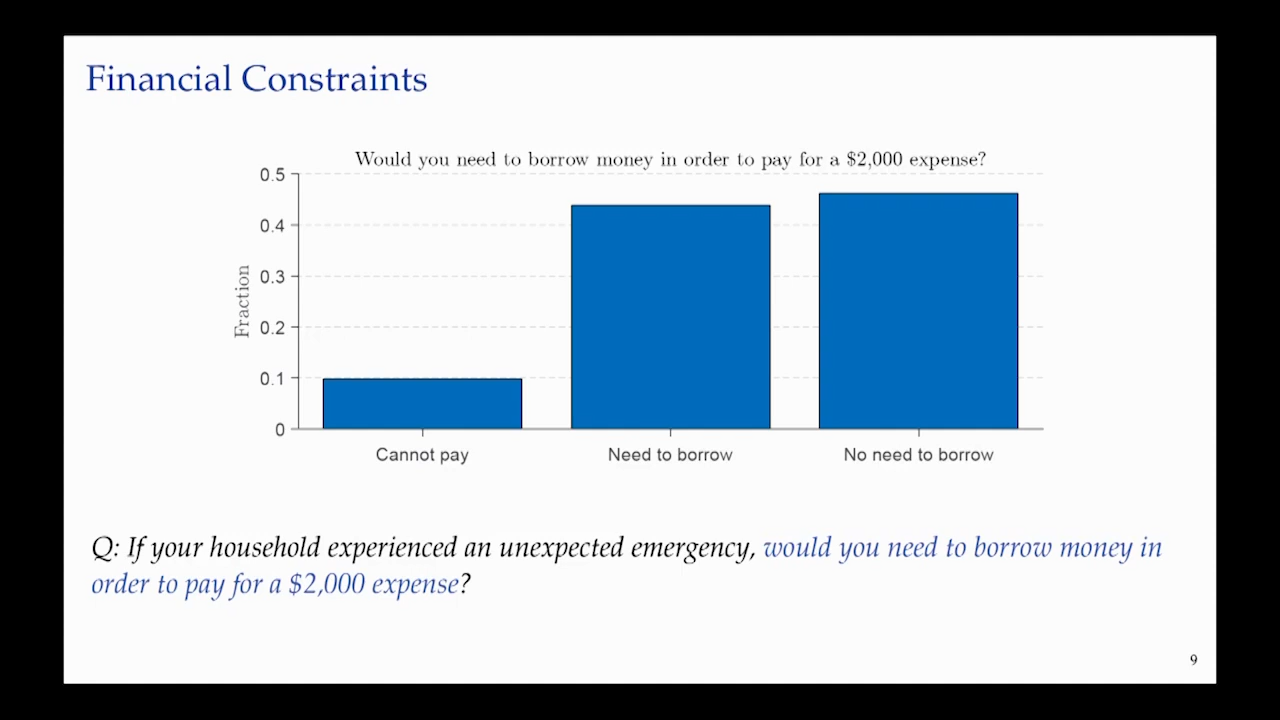 Financial Constraints
Would you need to borrow money in order to pay for a $2,000 expense?
0.5
0.4
0.3
0.2
0.1
0
Fraction
Cannot pay
Need to borrow
No need to borrow
Q: If your household experienced an unexpected emergency, would you need to borrow money in
order to pay for a $2,000 expense?
9